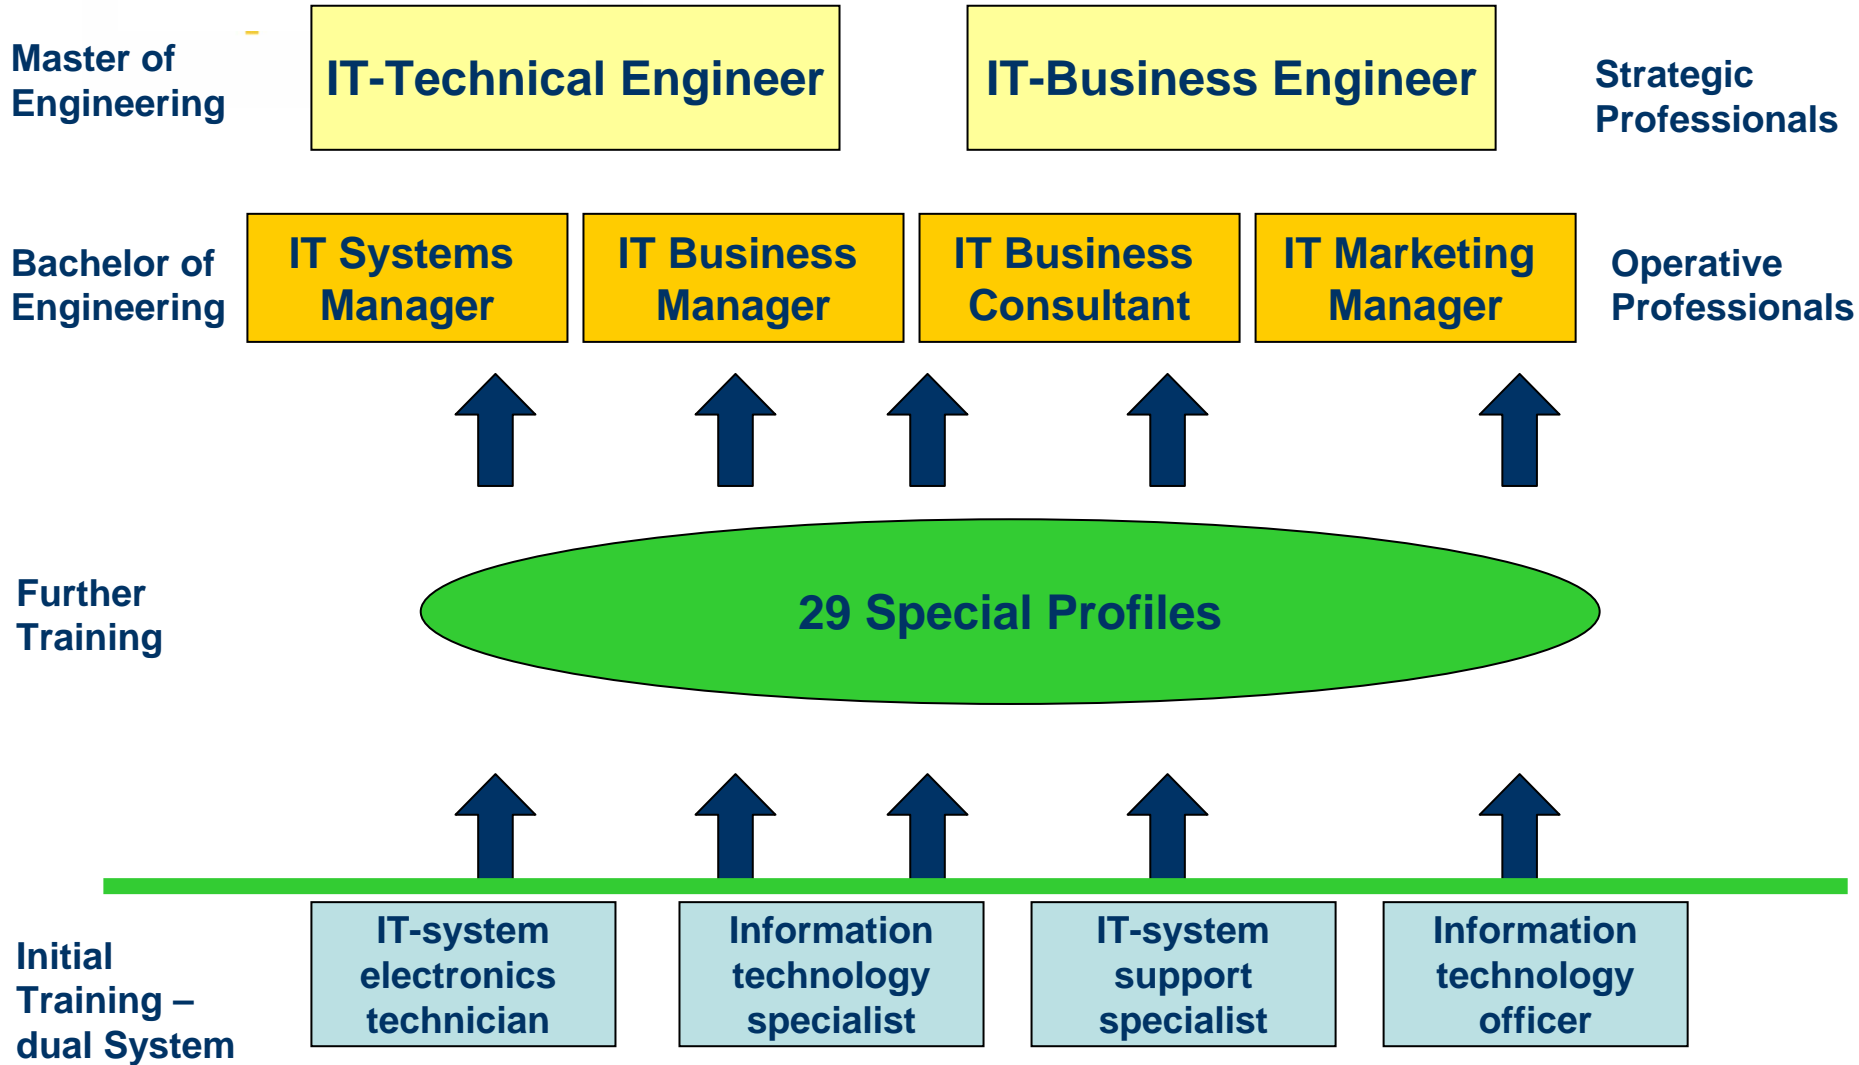 Master of
Engineering
IT-Technical Engineer
IT-Business Engineer
Strategic
Professionals
Bachelor of
Engineering
IT Systems
Manager
IT Business
Manager
IT Business
Consultant
IT Marketing
Manager
Operative
Professionals
Further
Training
29 Special Profiles
Initial
Training –
dual System
IT-system
electronics
technician
Information
technology
specialist
IT-system
support
specialist
Information
technology
officer